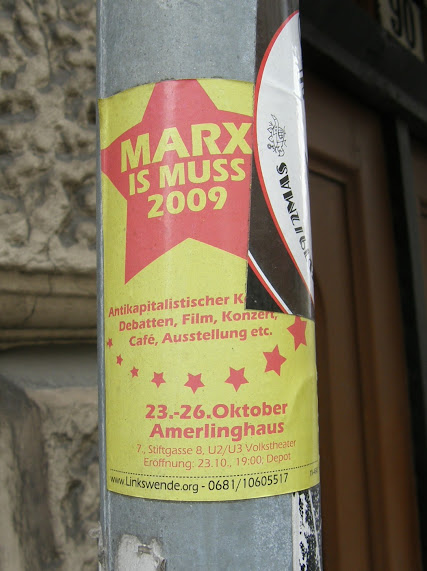 90
MARX
IS MUSS
2009
Antikapitalistischer
Debatten, Film, Konzert,
Café, Ausstellung etc.
23.-26.Oktober
Amerlinghaus
7., Stiftgasse 8, U2/U3 Volkstheater
Eröffnung: 23.10., 19:00, Depot
www.Linkswende.org - 0681/10605517